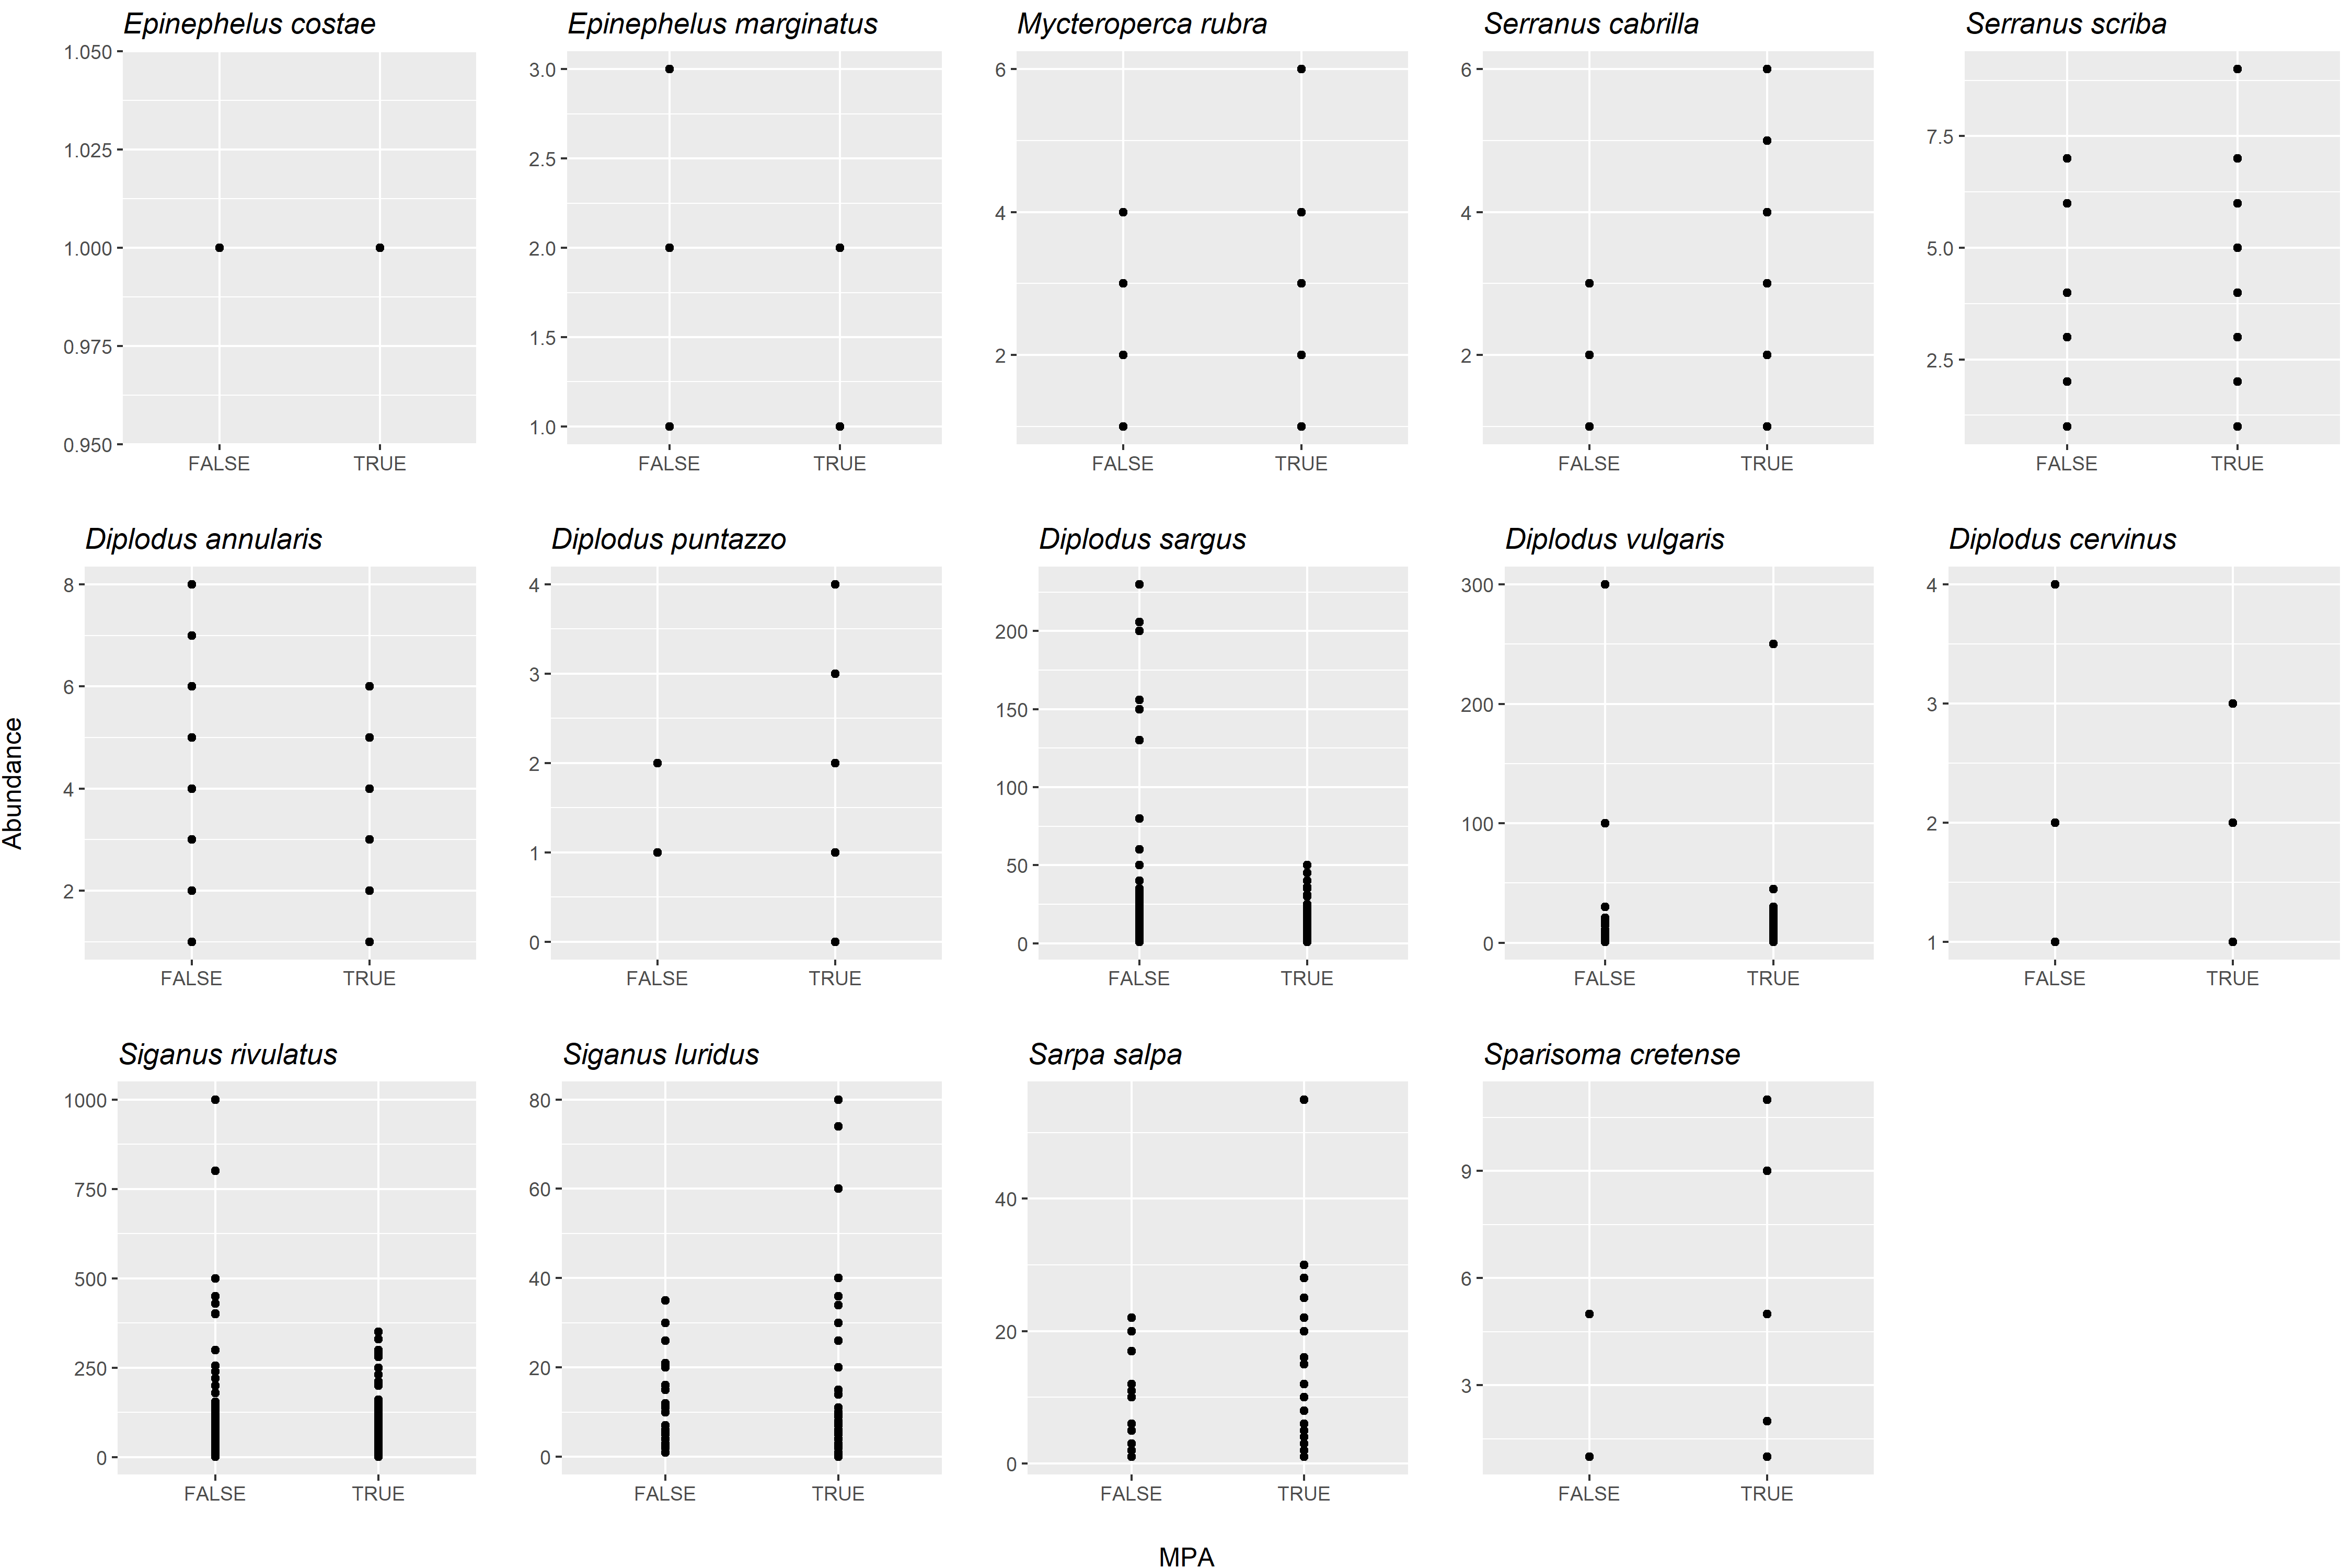 Epinephelus costae
1.050
1.025
1.000
0.975
0.950
FALSE TRUE
Epinephelus marginatus
3.0
2.5
2.0
1.5
1.0
FALSE TRUE
Mycteroperca rubra
6
4
2
FALSE TRUE
Serranus cabrilla
6
4
2
FALSE TRUE
Serranus scriba
7.5
5.0
2.5
FALSE TRUE
Abundance
Diplodus annularis
8
6
4
2
FALSE TRUE
Diplodus puntazzo
4
3
2
1
0
FALSE TRUE
Diplodus sargus
200
150
100
50
0
FALSE TRUE
Diplodus vulgaris
300
200
100
0
FALSE TRUE
Diplodus cervinus
4
3
2
1
FALSE TRUE
Siganus rivulatus
1000
750
500
250
0
FALSE TRUE
Siganus luridus
80
60
40
20
0
FALSE TRUE
Sarpa salpa
40
20
0
FALSE TRUE
Sparisoma cretense
9
6
3
FALSE TRUE
MPA